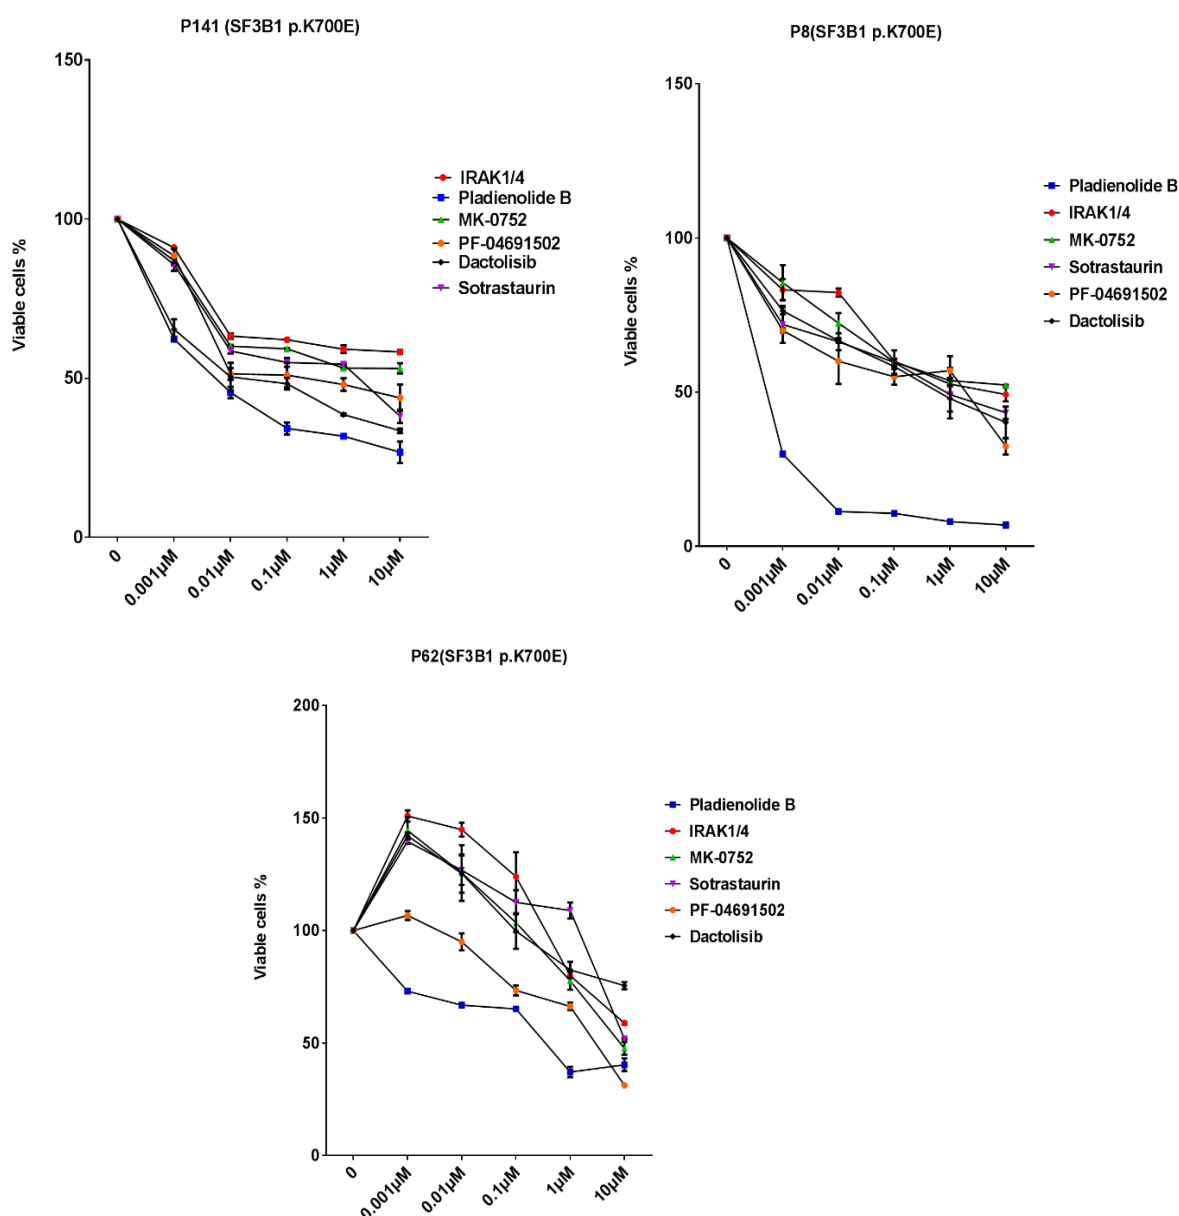 P141 (SF3B1 p.K700E)
150
100
50
0
Viable cells %
0
0.001µM
0.01µM
0.1µM
1µM
10µM
IRAK1/4
Pladienolide B
MK-0752
PF-04691502
Dactolisib
Sotrastaurin
P8(SF3B1 p.K700E)
150
100
50
0
Viable cells %
0
0.001µM
0.01µM
0.1µM
1µM
10µM
Pladienolide B
IRAK1/4
MK-0752
Sotrastaurin
PF-04691502
Dactolisib
P62(SF3B1 p.K700E)
200
150
100
50
0
Viable cells %
0
0.001µM
0.01µM
0.1µM
1µM
10µM
Pladienolide B
IRAK1/4
MK-0752
Sotrastaurin
PF-04691502
Dactolisib